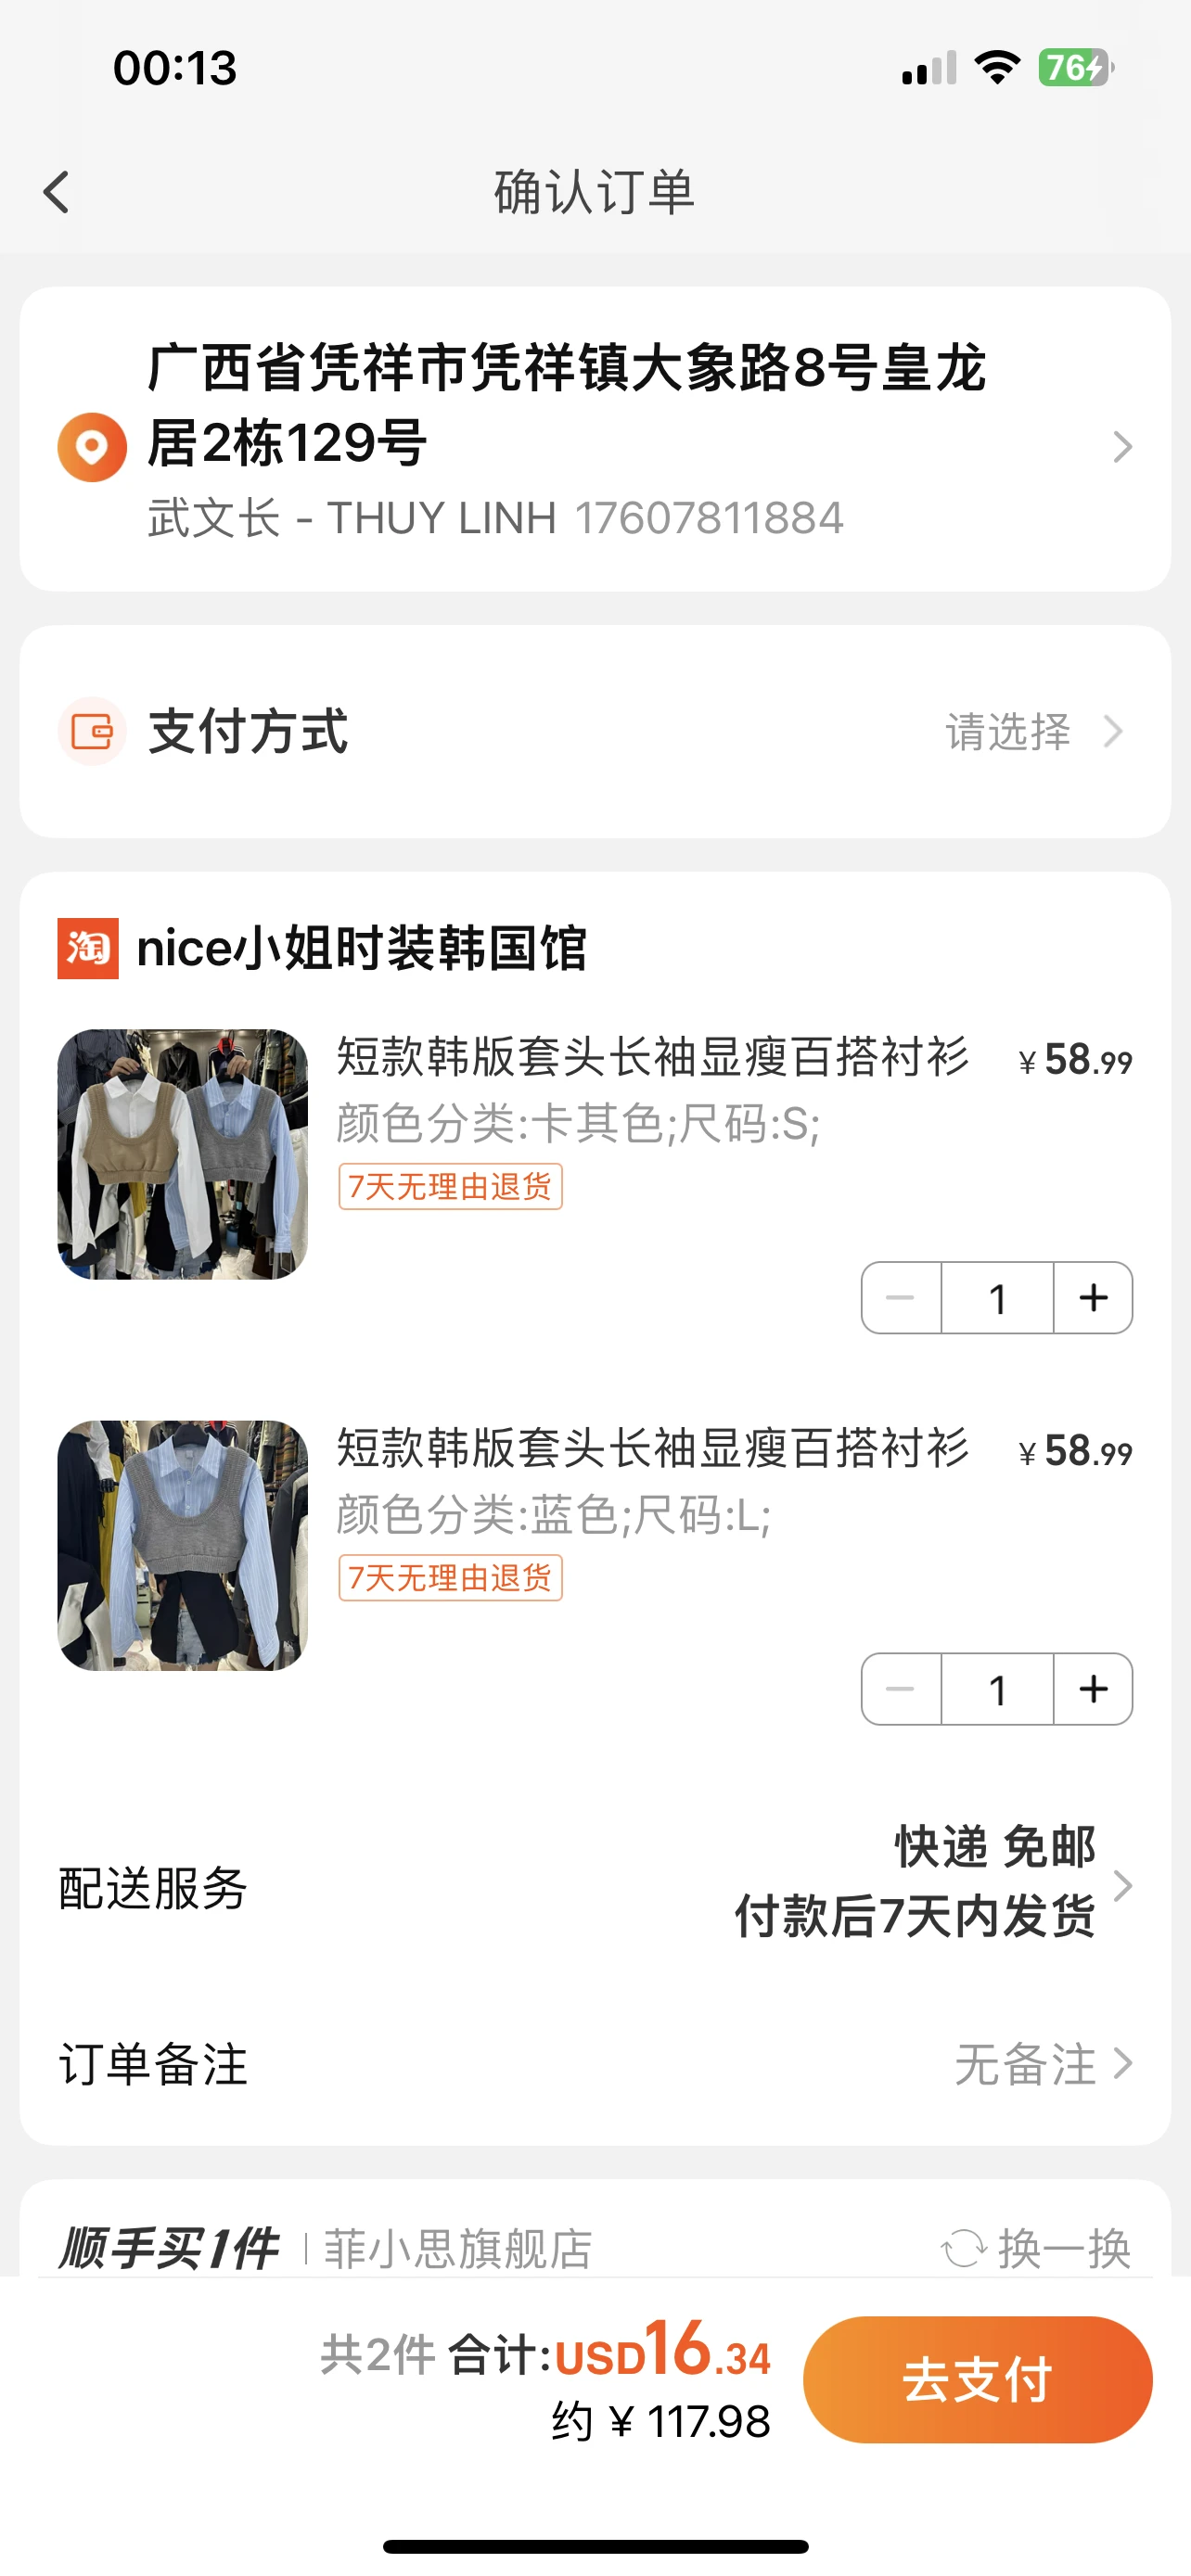 00:13
76
确认订单
广西省凭祥市凭祥镇大象路8号皇龙
居2栋129号
武文长 - THUY LINH 17607811884
支付方式 请选择
淘 nice小姐时装韩国馆
短款韩版套头长袖显瘦百搭衬衫 ¥58.99
颜色分类:卡其色;尺码:S;
7天无理由退货
1
短款韩版套头长袖显瘦百搭衬衫 ¥58.99
颜色分类:蓝色;尺码:L;
7天无理由退货
1
配送服务
快递 免邮
付款后7天内发货
订单备注 无备注
顺手买1件 | 菲小思旗舰店 换一换
共2件 合计:USD16.34
约 ¥ 117.98
去支付